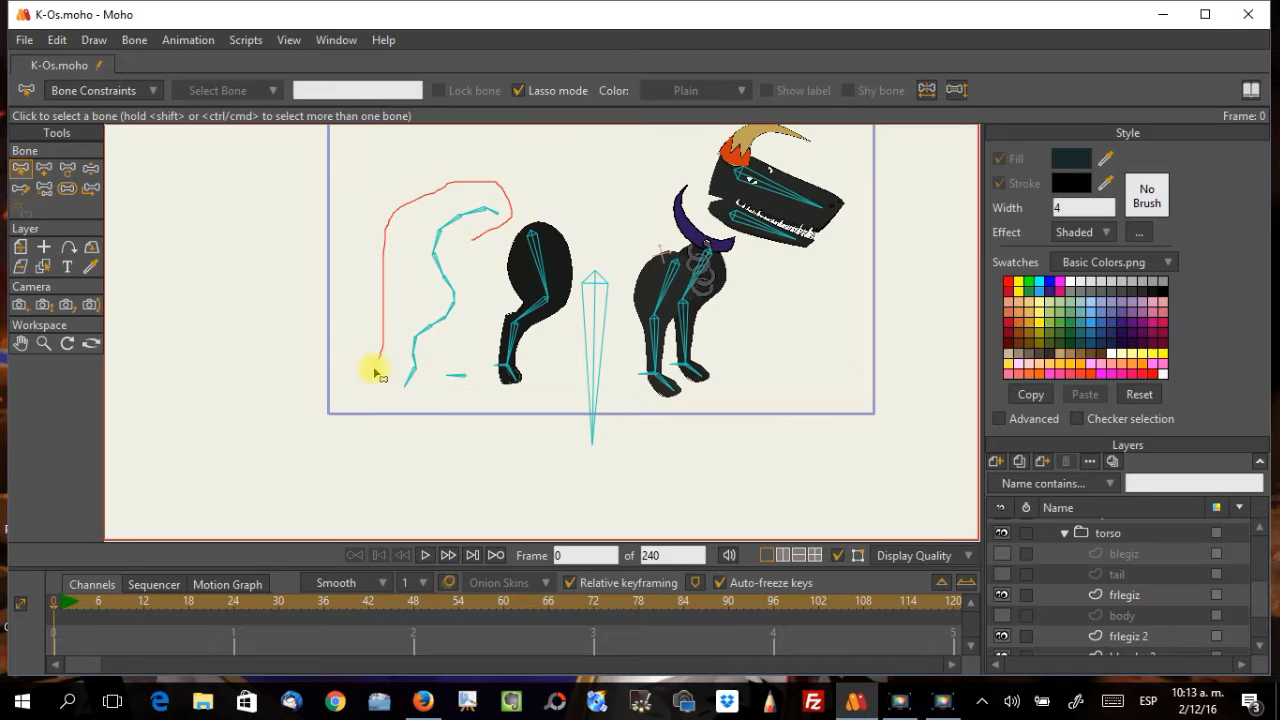 K-Os.moho - Moho
File Edit Draw Bone Animation Scripts View Window Help
K-Os.moho
Bone Constraints Select Bone Lock bone Lasso mode Color: Plain Show label Shy bone
Click to select a bone (hold <shift> or <ctrl/cmd> to select more than one bone) Frame: 0
Tools
Bone
Layer
Camera
Workspace
Style
Fill
Stroke
No Brush
Width 4
Effect Shaded ...
Swatches Basic Colors.png
Copy Paste Reset
Advanced Checker selection
Layers
Name contains...
Name
torso
blegiz
tail
frlegiz
body
frlegiz 2
Frame 0 of 240 Display Quality
Channels Sequencer Motion Graph Smooth 1 Onion Skins Relative keyframing Auto-freeze keys
0 6 12 18 24 30 36 42 48 54 60 66 72 78 84 90 96 102 108 114 120
0 1 2 3 4 5
ESP
10:13 a. m.
2/12/16